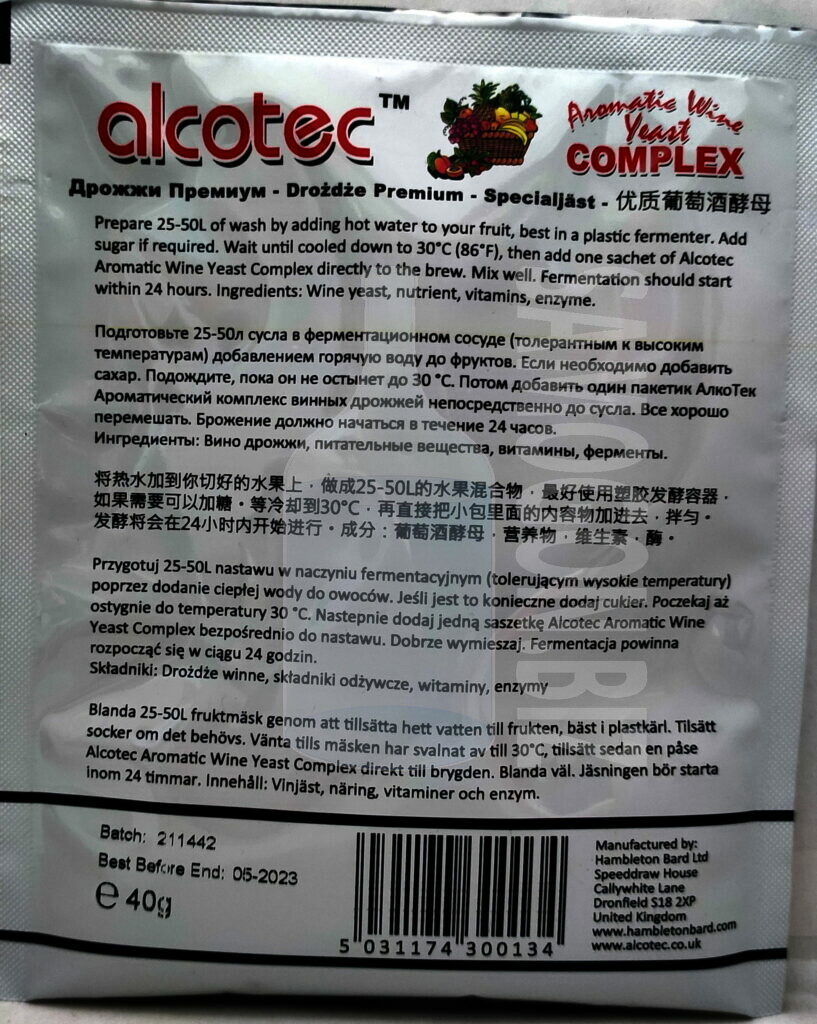 alcotec™
Aromatic Wine
Yeast
COMPLEX
Дрожжи Премиум - Drożdże Premium - Specialjäst - 优质葡萄酒酵母
Prepare 25-50L of wash by adding hot water to your fruit, best in a plastic fermenter. Add
sugar if required. Wait until cooled down to 30°C (86°F), then add one sachet of Alcotec
Aromatic Wine Yeast Complex directly to the brew. Mix well. Fermentation should start
within 24 hours. Ingredients: Wine yeast, nutrient, vitamins, enzyme.
Подготовьте 25-50л сусла в ферментационном сосуде (толерантным к высоким
температурам) добавлением горячую воду до фруктов. Если необходимо добавить
сахар. Подождите, пока он не остынет до 30 °C. Потом добавить один пакетик АлкоТек
Ароматический комплекс винных дрожжей непосредственно до сусла. Все хорошо
перемешать. Брожение должно начаться в течение 24 часов.
Ингредиенты: Вино дрожжи, питательные вещества, витамины, ферменты.
将热水加到你切好的水果上，做成25-50L的水果混合物，最好使用塑胶发酵容器，
如果需要可以加糖。等冷却到30°C，再直接把小包里面的内容物加进去，拌匀。
发酵将会在24小时内开始进行。成分：葡萄酒酵母，营养物，维生素，酶。
Przygotuj 25-50L nastawu w naczyniu fermentacyjnym (tolerującym wysokie temperatury)
poprzez dodanie ciepłej wody do owoców. Jeśli jest to konieczne dodaj cukier. Poczekaj aż
ostygnie do temperatury 30 °C. Nastepnie dodaj jedną saszetkę Alcotec Aromatic Wine
Yeast Complex bezpośrednio do nastawu. Dobrze wymieszaj. Fermentacja powinna
rozpocząć się w ciągu 24 godzin.
Składniki: Drożdże winne, składniki odżywcze, witaminy, enzymy
Blanda 25-50L fruktmäsk genom att tillsätta hett vatten till frukten, bäst i plastkärl. Tilsätt
socker om det behövs. Vänta tills mäsken har svalnat av till 30°C, tillsätt sedan en påse
Alcotec Aromatic Wine Yeast Complex direkt till brygden. Blanda väl. Jäsningen bör starta
inom 24 timmar. Innehåll: Vinjäst, näring, vitaminer och enzym.
Batch: 211442
Best Before End: 05-2023
℮ 40g
5 031174 300134
Manufactured by:
Hambleton Bard Ltd
Speeddraw House
Callywhite Lane
Dronfield S18 2XP
United Kingdom
www.hambletonbard.com
www.alcotec.co.uk